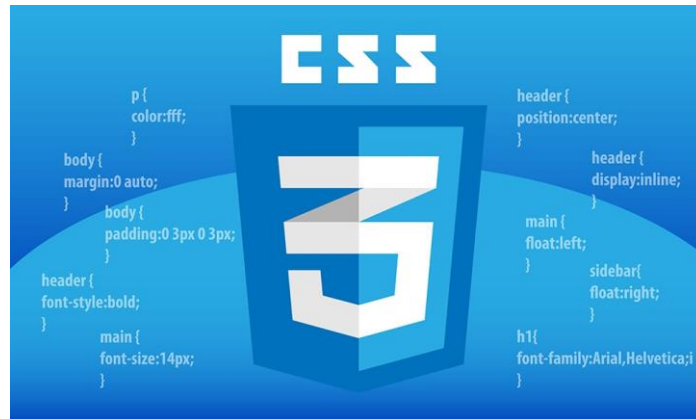 CSS
3
p {
color:fff;
}
body {
margin:0 auto;
}
body {
padding:0 3px 0 3px;
}
header {
font-style:bold;
}
main {
font-size:14px;
}
header {
position:center;
}
header {
display:inline;
}
main {
float:left;
}
sidebar{
float:right;
}
h1{
font-family:Arial,Helvetica;i
}